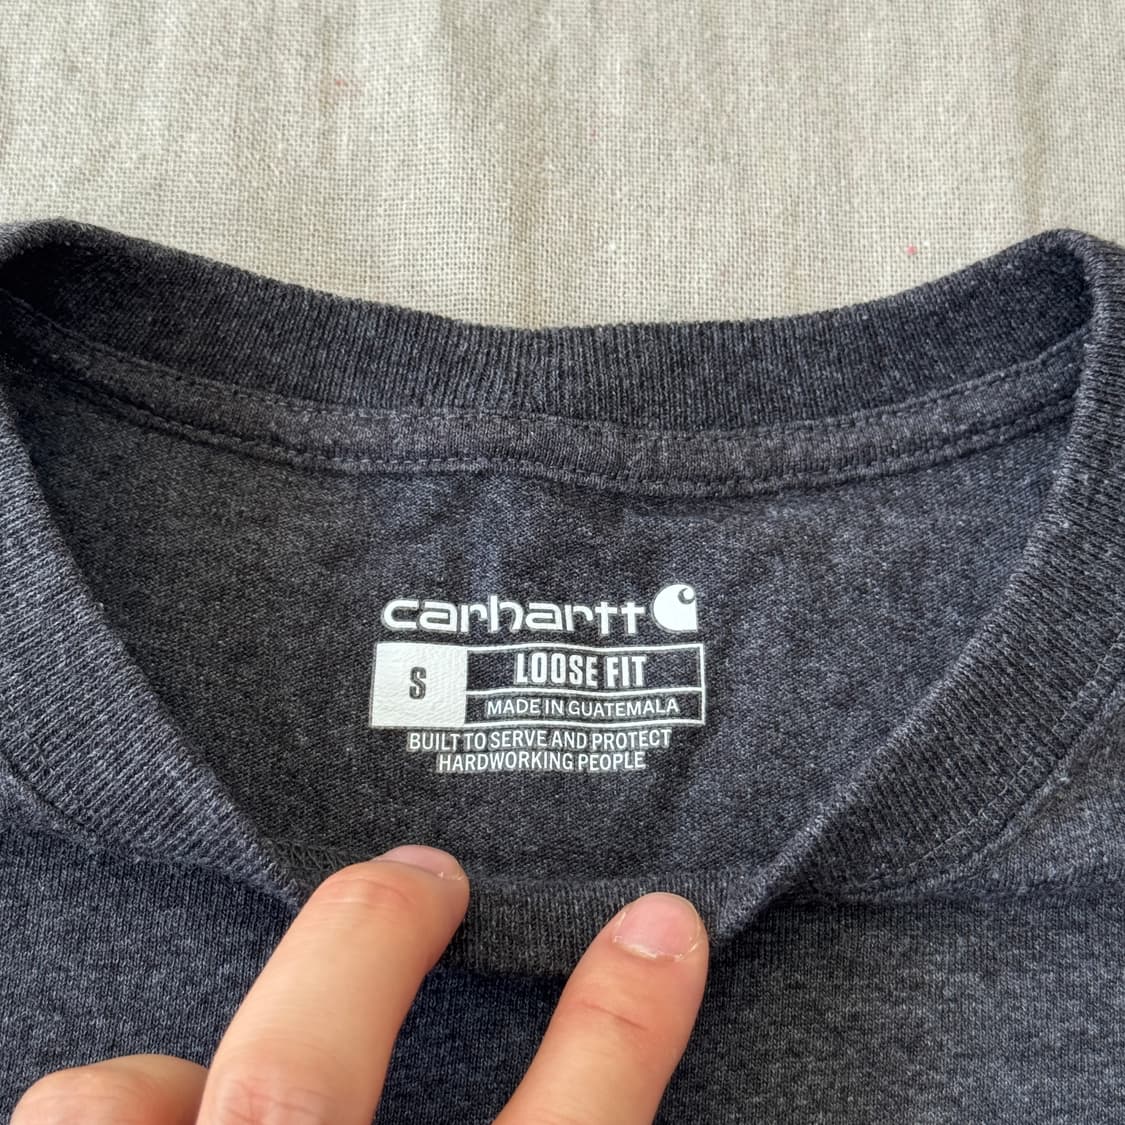 carhartt
S
LOOSE FIT
MADE IN GUATEMALA
BUILT TO SERVE AND PROTECT
HARDWORKING PEOPLE